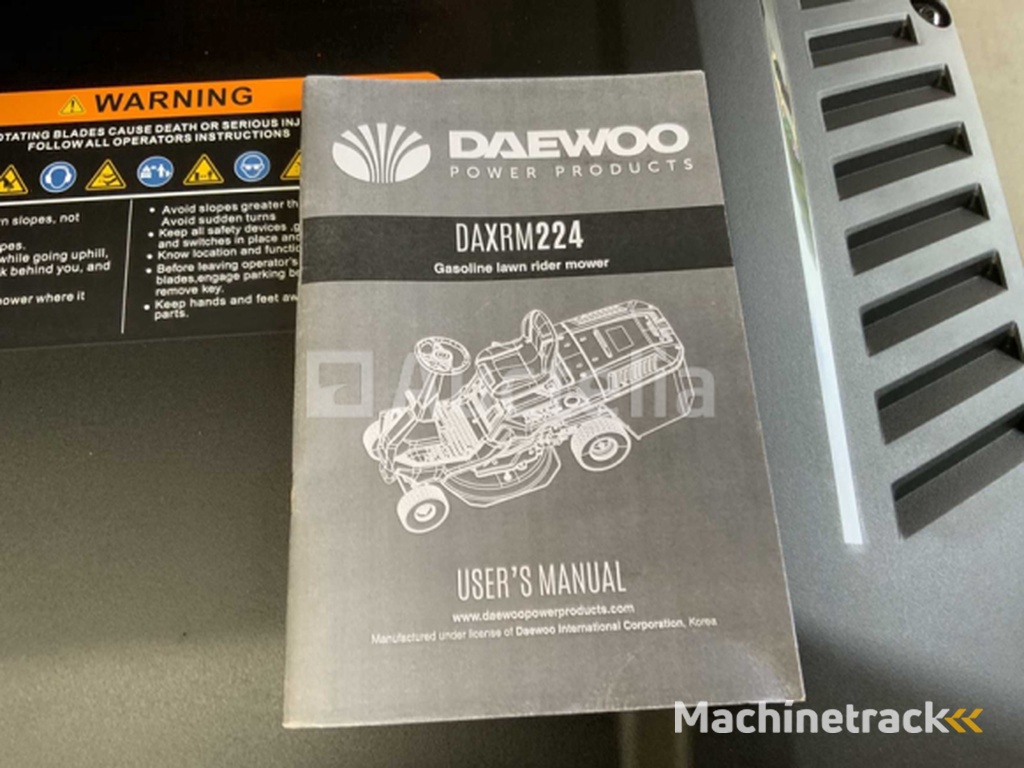 WARNING
OTATING BLADES CAUSE DEATH OR SERIOUS INJ
FOLLOW ALL OPERATORS INSTRUCTIONS
rn slopes, not
pes.
while going uphill,
k behind you, and
mower where it
• Avoid slopes greater th
Avoid sudden turns
• Keep all safety devices ,g
and switches in place and
• Know location and functio
• Before leaving operator's
blades,engage parking br
remove key.
• Keep hands and feet aw
parts.
DAEWOO
POWER PRODUCTS
DAXRM224
Gasoline lawn rider mower
USER'S MANUAL
www.daewoopowerproducts.com
Manufactured under license of Daewoo International Corporation, Korea
Machinetrack